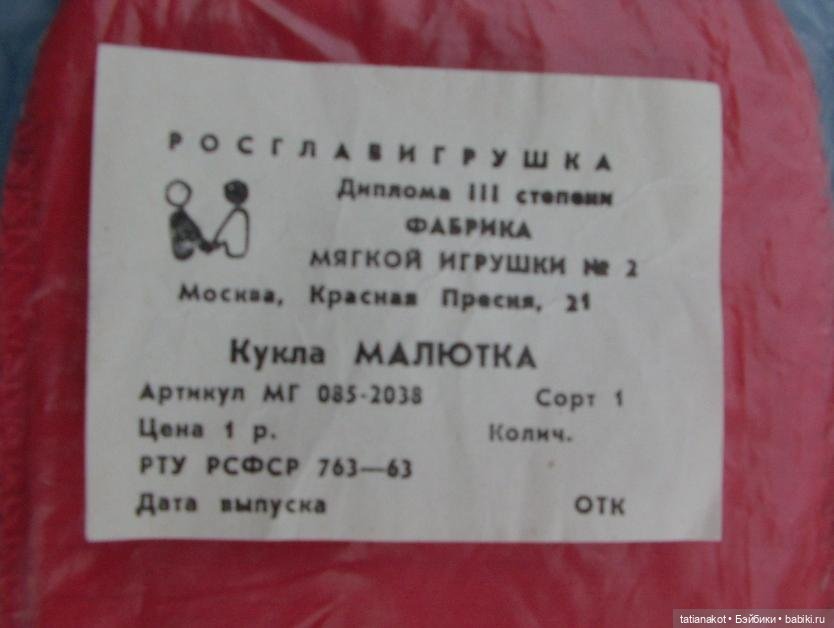 РОСГЛАВИГРУШКА
Диплома III степени
ФАБРИКА
МЯГКОЙ ИГРУШКИ № 2
Москва, Красная Пресня, 21
Кукла МАЛЮТКА
Артикул МГ 085-2038 Сорт 1
Цена 1 р. Колич.
РТУ РСФСР 763—63
Дата выпуска ОТК
tatianakot • Бэйбики • babiki.ru